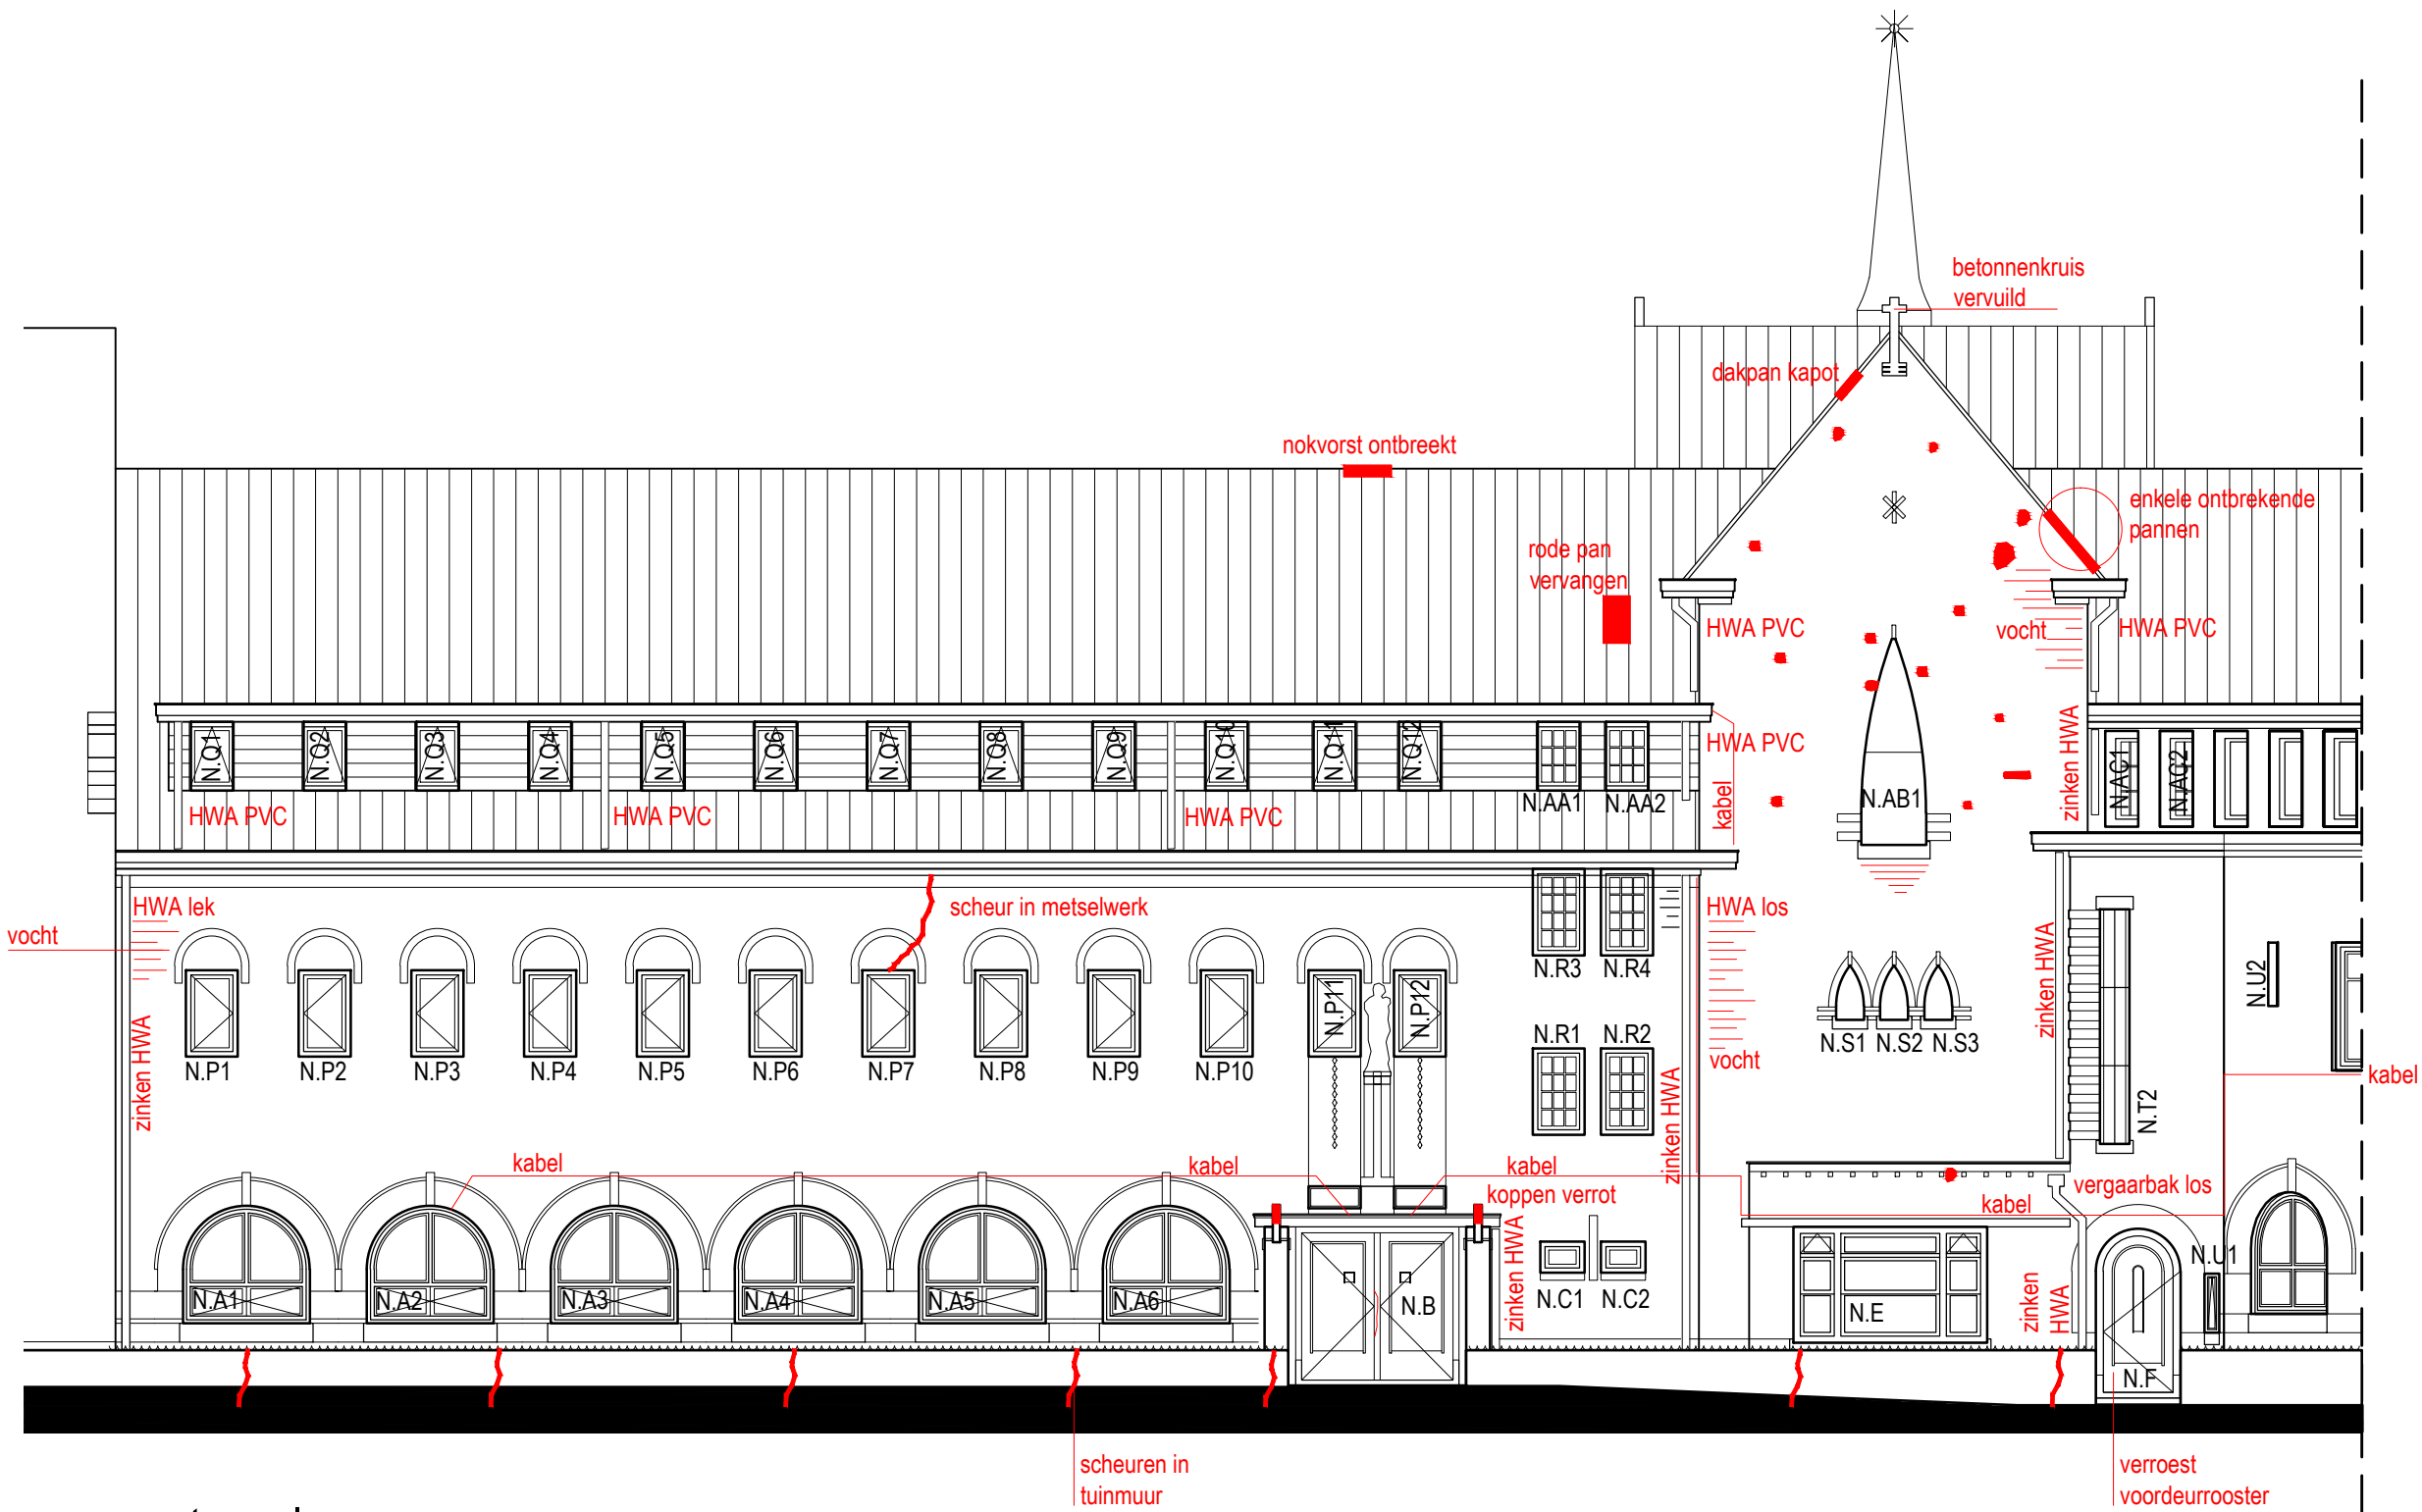 betonnenkruis
vervuild
dakpan kapot
nokvorst ontbreekt
enkele ontbrekende
pannen
rode pan
vervangen
HWA PVC
vocht
HWA PVC
N.Q1
N.Q2
N.Q3
N.Q4
N.Q5
N.Q6
N.Q7
N.Q8
N.Q9
N.Q10
N.Q11
N.Q12
HWA PVC
zinken HWA
N.AC1
N.AC2
N.AA1
N.AA2
kabel
N.AB1
HWA PVC
HWA PVC
HWA PVC
HWA lek
scheur in metselwerk
HWA los
vocht
N.R3
N.R4
zinken HWA
N.U2
N.P11
N.P12
N.R1
N.R2
N.S1
N.S2
N.S3
vocht
zinken HWA
N.P1
N.P2
N.P3
N.P4
N.P5
N.P6
N.P7
N.P8
N.P9
N.P10
zinken HWA
kabel
N.T2
kabel
kabel
kabel
koppen verrot
vergaarbak los
kabel
zinken HWA
N.U1
N.A1
N.A2
N.A3
N.A4
N.A5
N.A6
N.B
N.C1
N.C2
N.E
zinken
HWA
N.F
scheuren in
tuinmuur
verroest
voordeurrooster